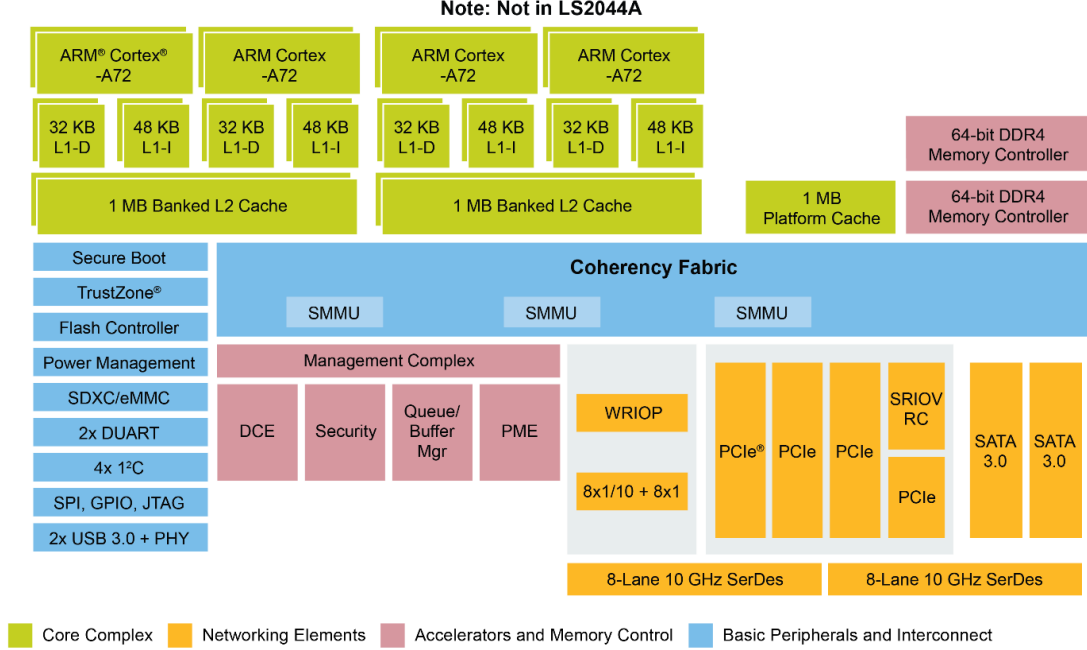 Note: Not in LS2044A
ARM® Cortex®
-A72
ARM Cortex
-A72
ARM Cortex
-A72
ARM Cortex
-A72
32 KB
L1-D
48 KB
L1-I
32 KB
L1-D
48 KB
L1-I
32 KB
L1-D
48 KB
L1-I
32 KB
L1-D
48 KB
L1-I
64-bit DDR4
Memory Controller
1 MB Banked L2 Cache
1 MB Banked L2 Cache
1 MB
Platform Cache
64-bit DDR4
Memory Controller
Secure Boot
TrustZone®
Flash Controller
Power Management
SDXC/eMMC
2x DUART
4x 1²C
SPI, GPIO, JTAG
2x USB 3.0 + PHY
Coherency Fabric
SMMU
SMMU
SMMU
Management Complex
DCE
Security
Queue/
Buffer
Mgr
PME
WRIOP
8x1/10 + 8x1
PCIe®
PCIe
PCIe
SRIOV
RC
PCIe
SATA
3.0
SATA
3.0
8-Lane 10 GHz SerDes
8-Lane 10 GHz SerDes
Core Complex
Networking Elements
Accelerators and Memory Control
Basic Peripherals and Interconnect